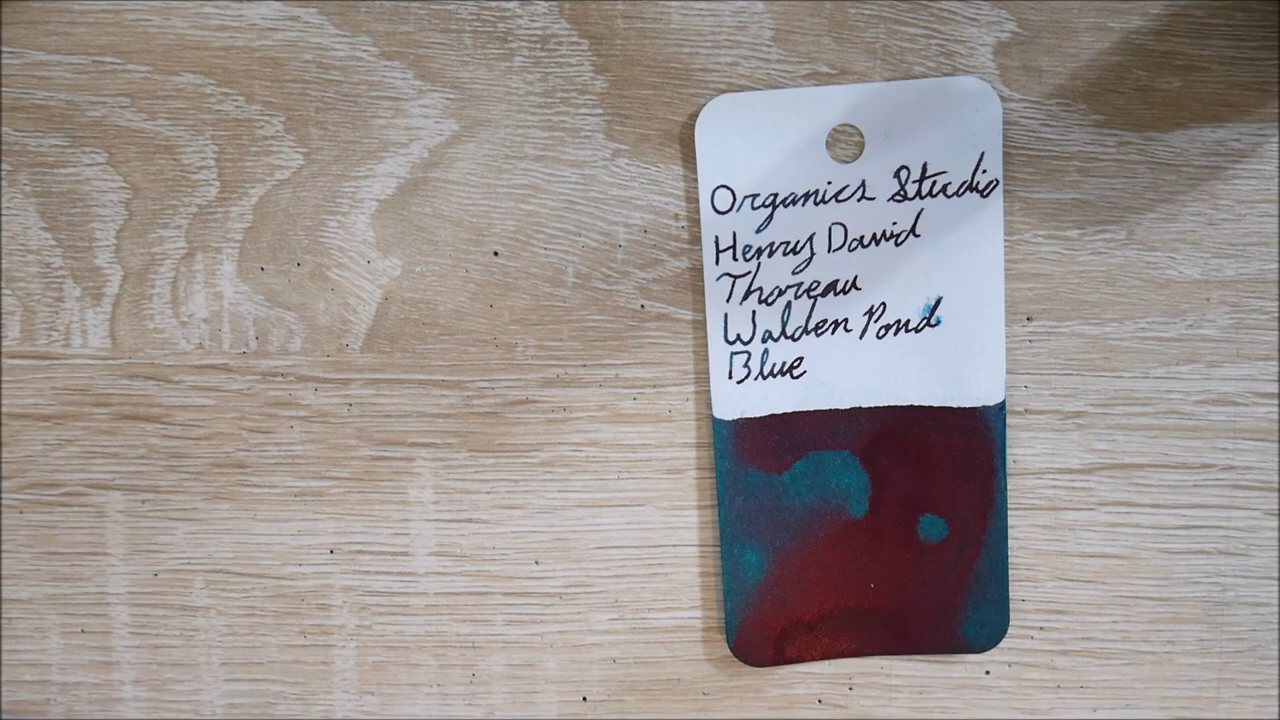 Organics Studio
Henry David
Thoreau
Walden Pond
Blue